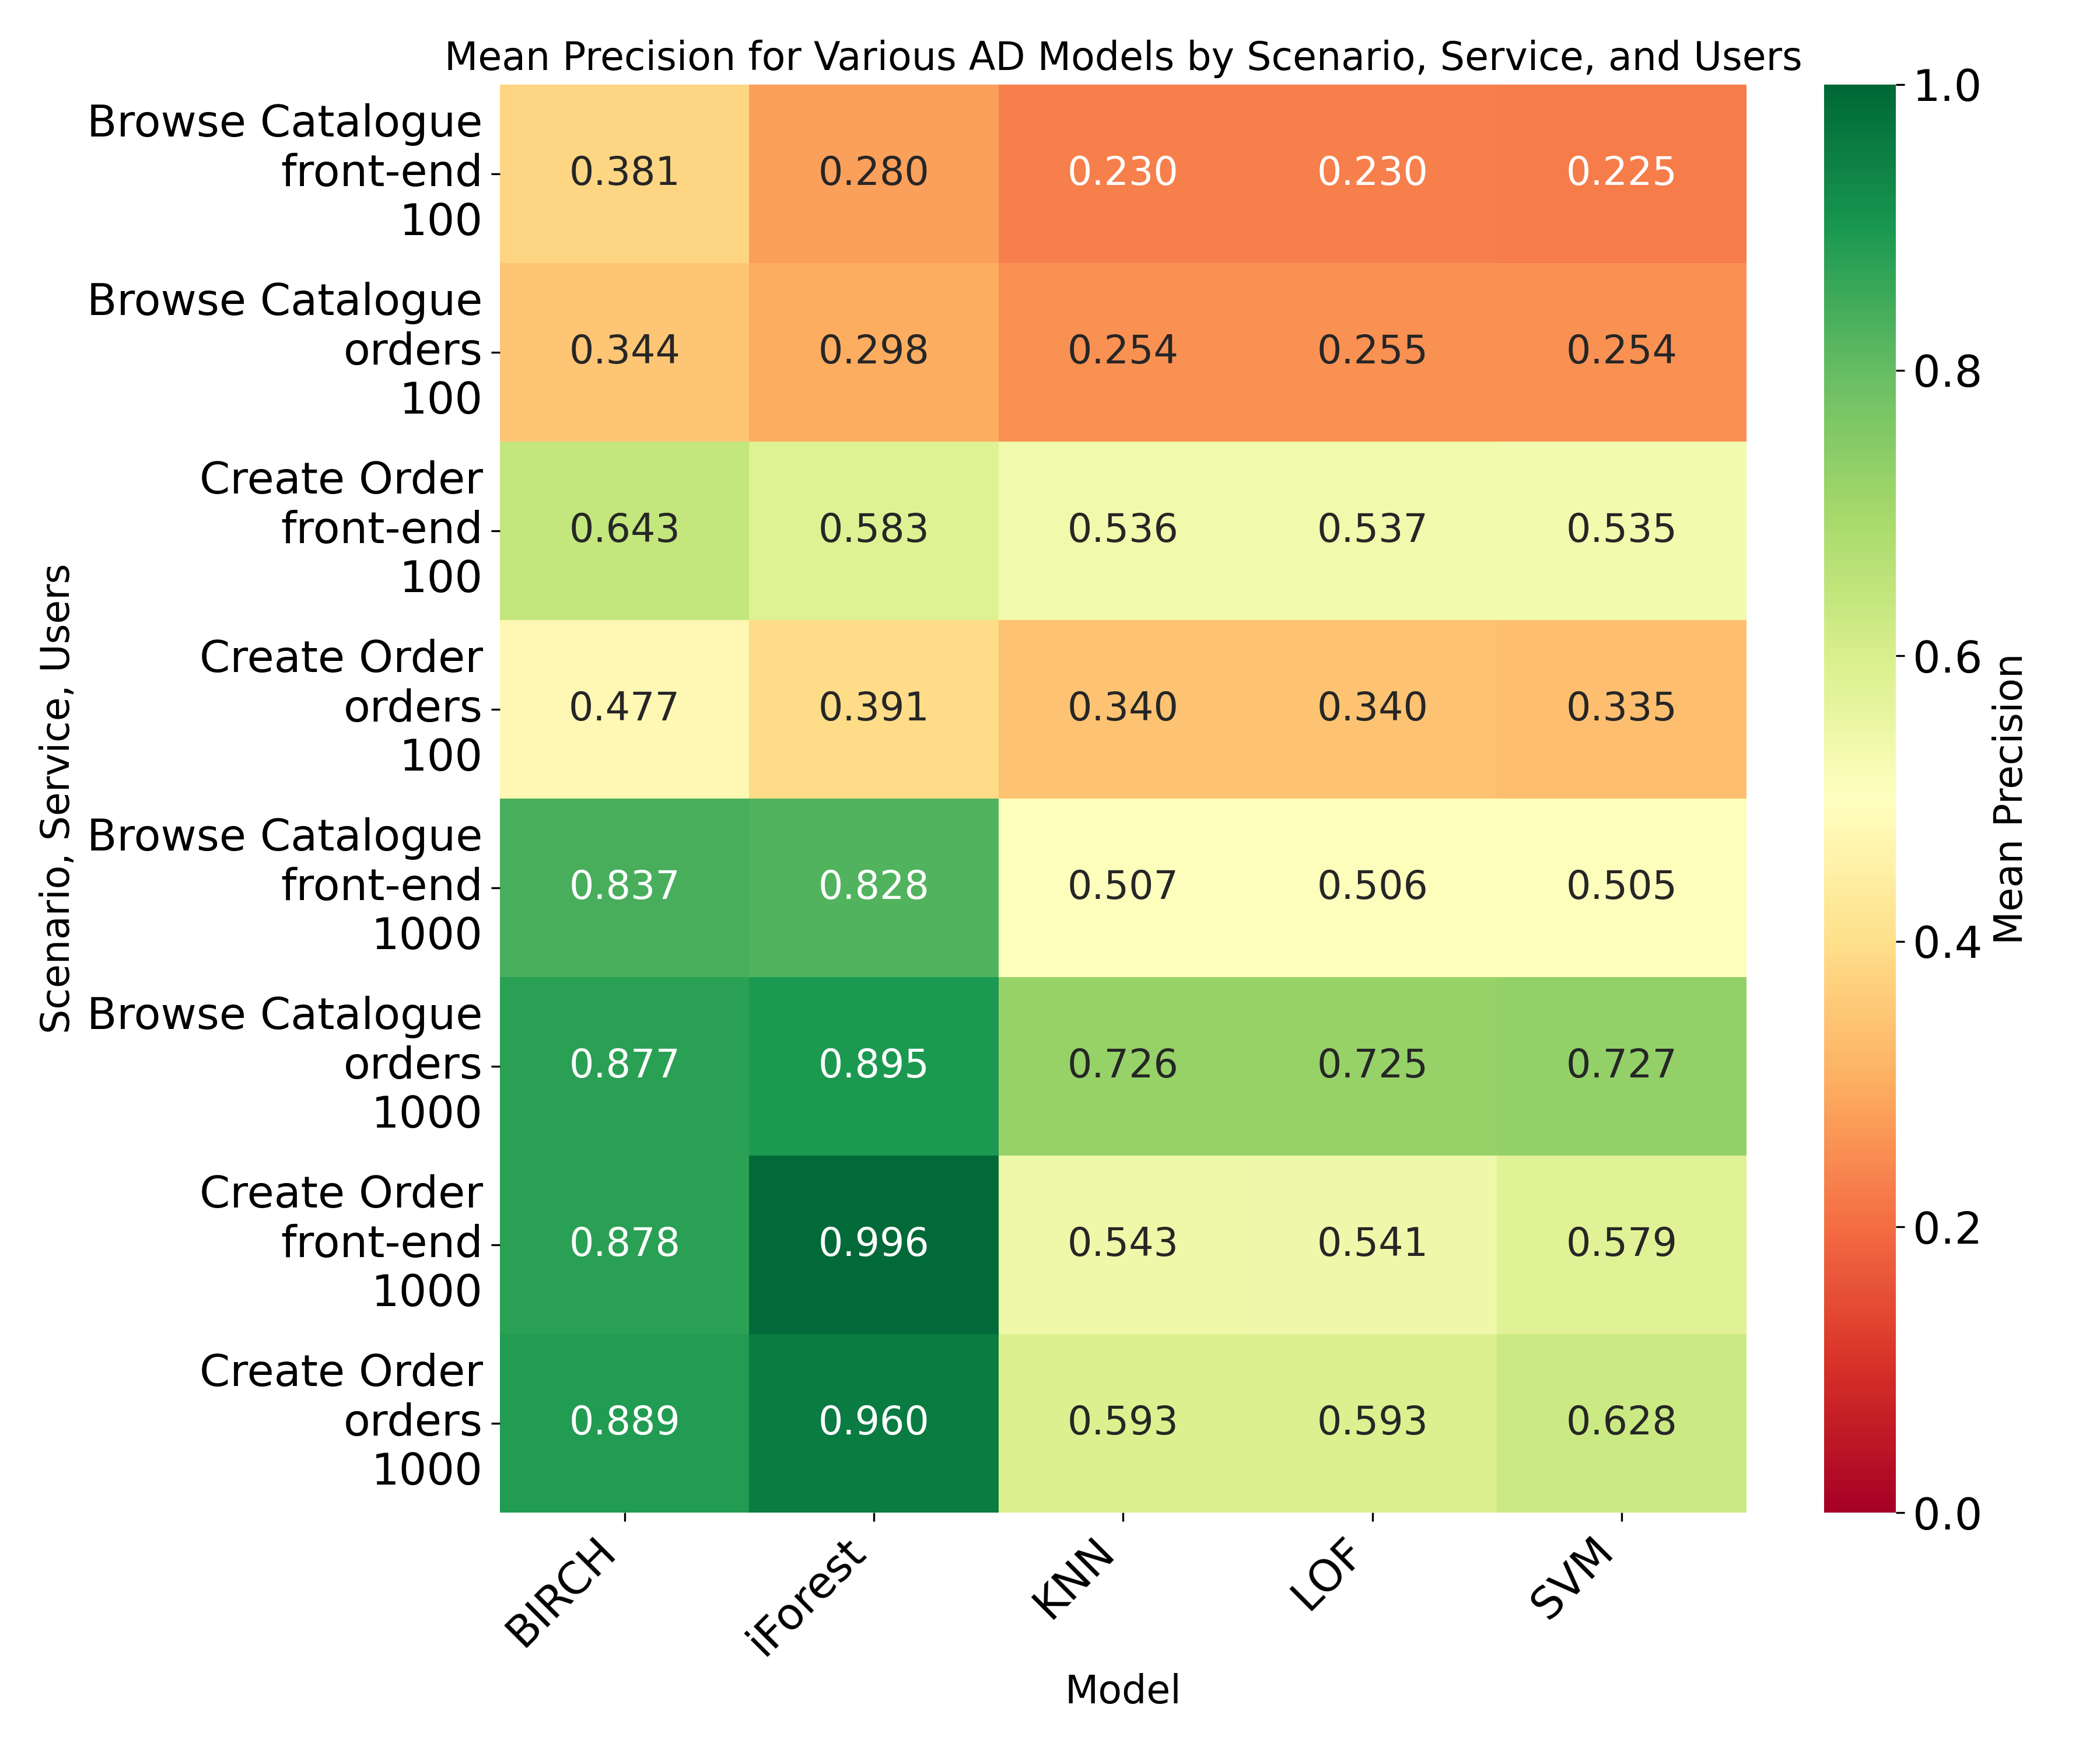 Mean Precision for Various AD Models by Scenario, Service, and Users
Scenario, Service, Users
Browse Catalogue
front-end
100
0.381 0.280 0.230 0.230 0.225
Browse Catalogue
orders
100
0.344 0.298 0.254 0.255 0.254
Create Order
front-end
100
0.643 0.583 0.536 0.537 0.535
Create Order
orders
100
0.477 0.391 0.340 0.340 0.335
Browse Catalogue
front-end
1000
0.837 0.828 0.507 0.506 0.505
Browse Catalogue
orders
1000
0.877 0.895 0.726 0.725 0.727
Create Order
front-end
1000
0.878 0.996 0.543 0.541 0.579
Create Order
orders
1000
0.889 0.960 0.593 0.593 0.628
BIRCH iForest KNN LOF SVM
Model
1.0
0.8
0.6
0.4
0.2
0.0
Mean Precision